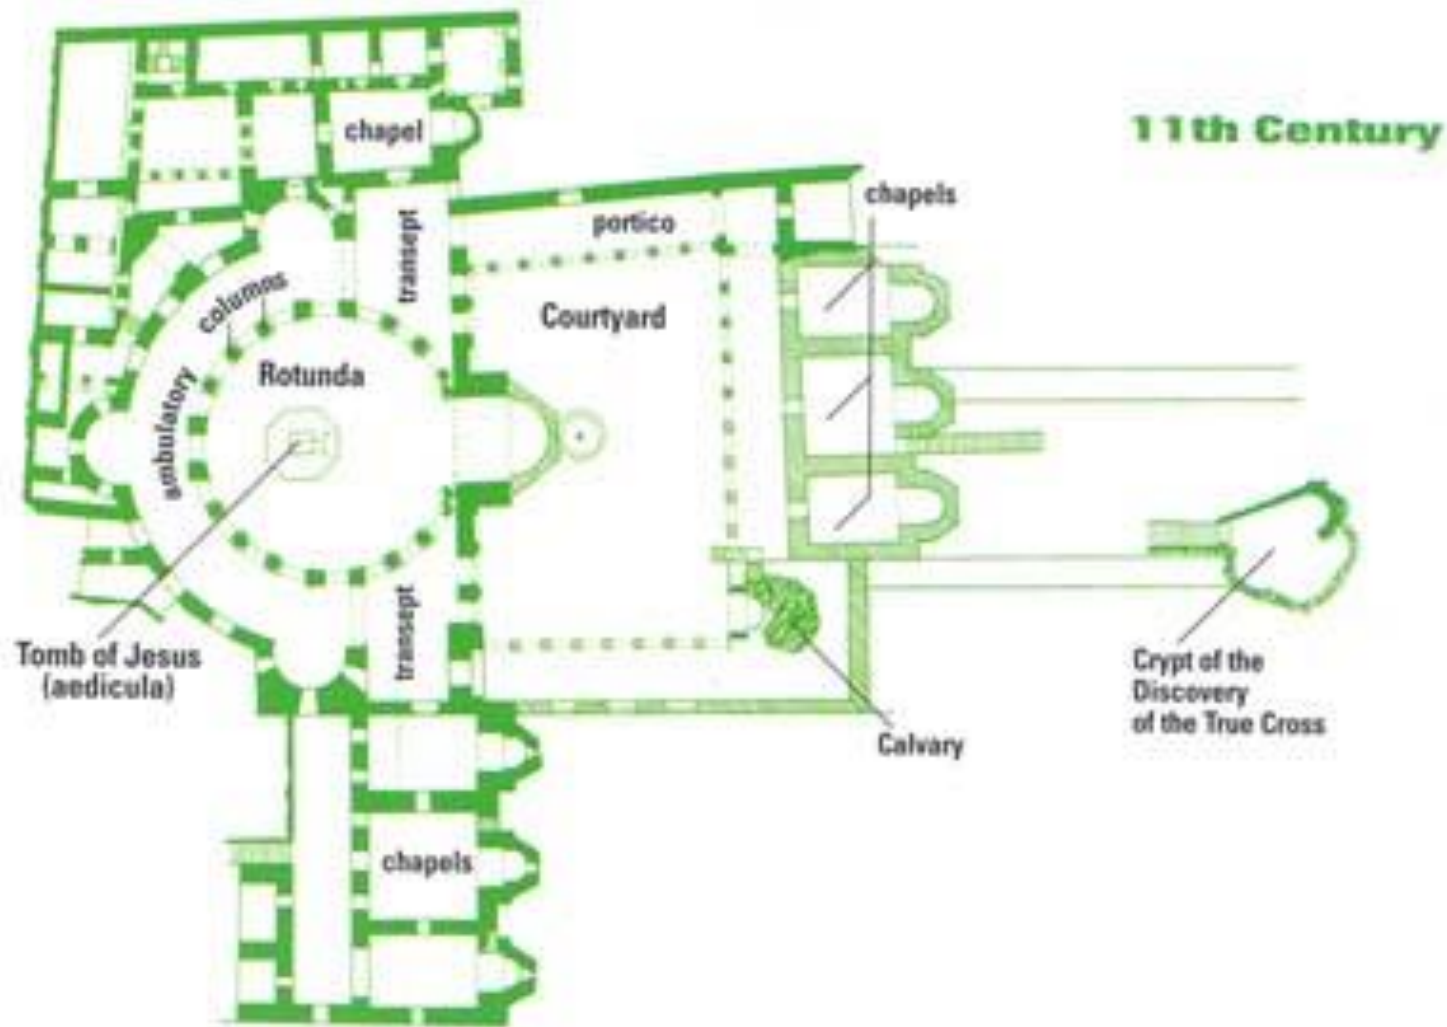 11th Century
chapel
chapels
portico
transept
columns
Courtyard
Rotunda
ambulatory
transept
Tomb of Jesus
(aedicula)
Crypt of the
Discovery
of the True Cross
Calvary
chapels